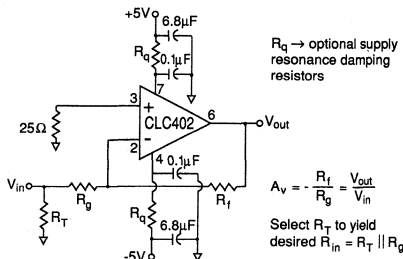 +5V
6.8µF
Rq
0.1µF
7
Rq → optional supply
resonance damping
resistors
3
+
CLC402
6
Vout
25Ω
-
2
4
0.1µF
Vin
Rg
Rf
Av = - Rf/Rg = Vout/Vin
RT
Rq
6.8µF
Select RT to yield
desired Rin = RT || Rg
-5V